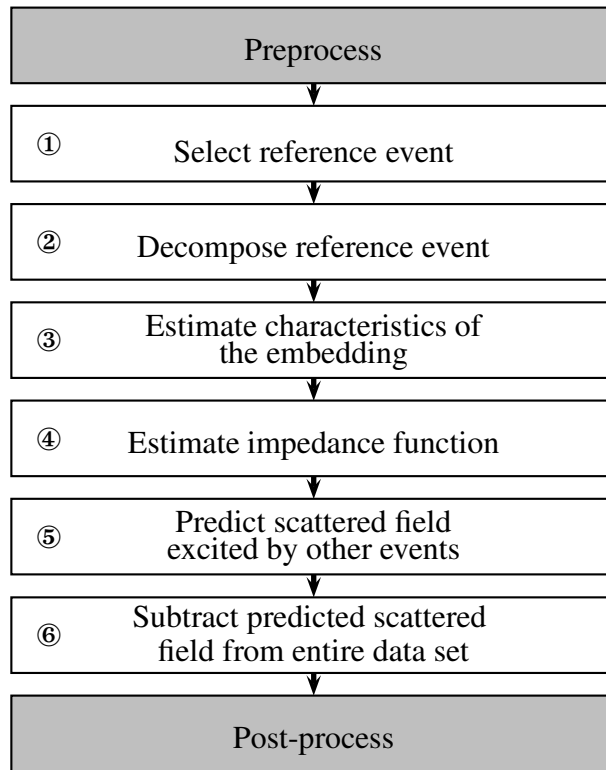 Preprocess
① Select reference event
② Decompose reference event
③ Estimate characteristics of
the embedding
④ Estimate impedance function
⑤ Predict scattered field
excited by other events
⑥ Subtract predicted scattered
field from entire data set
Post-process